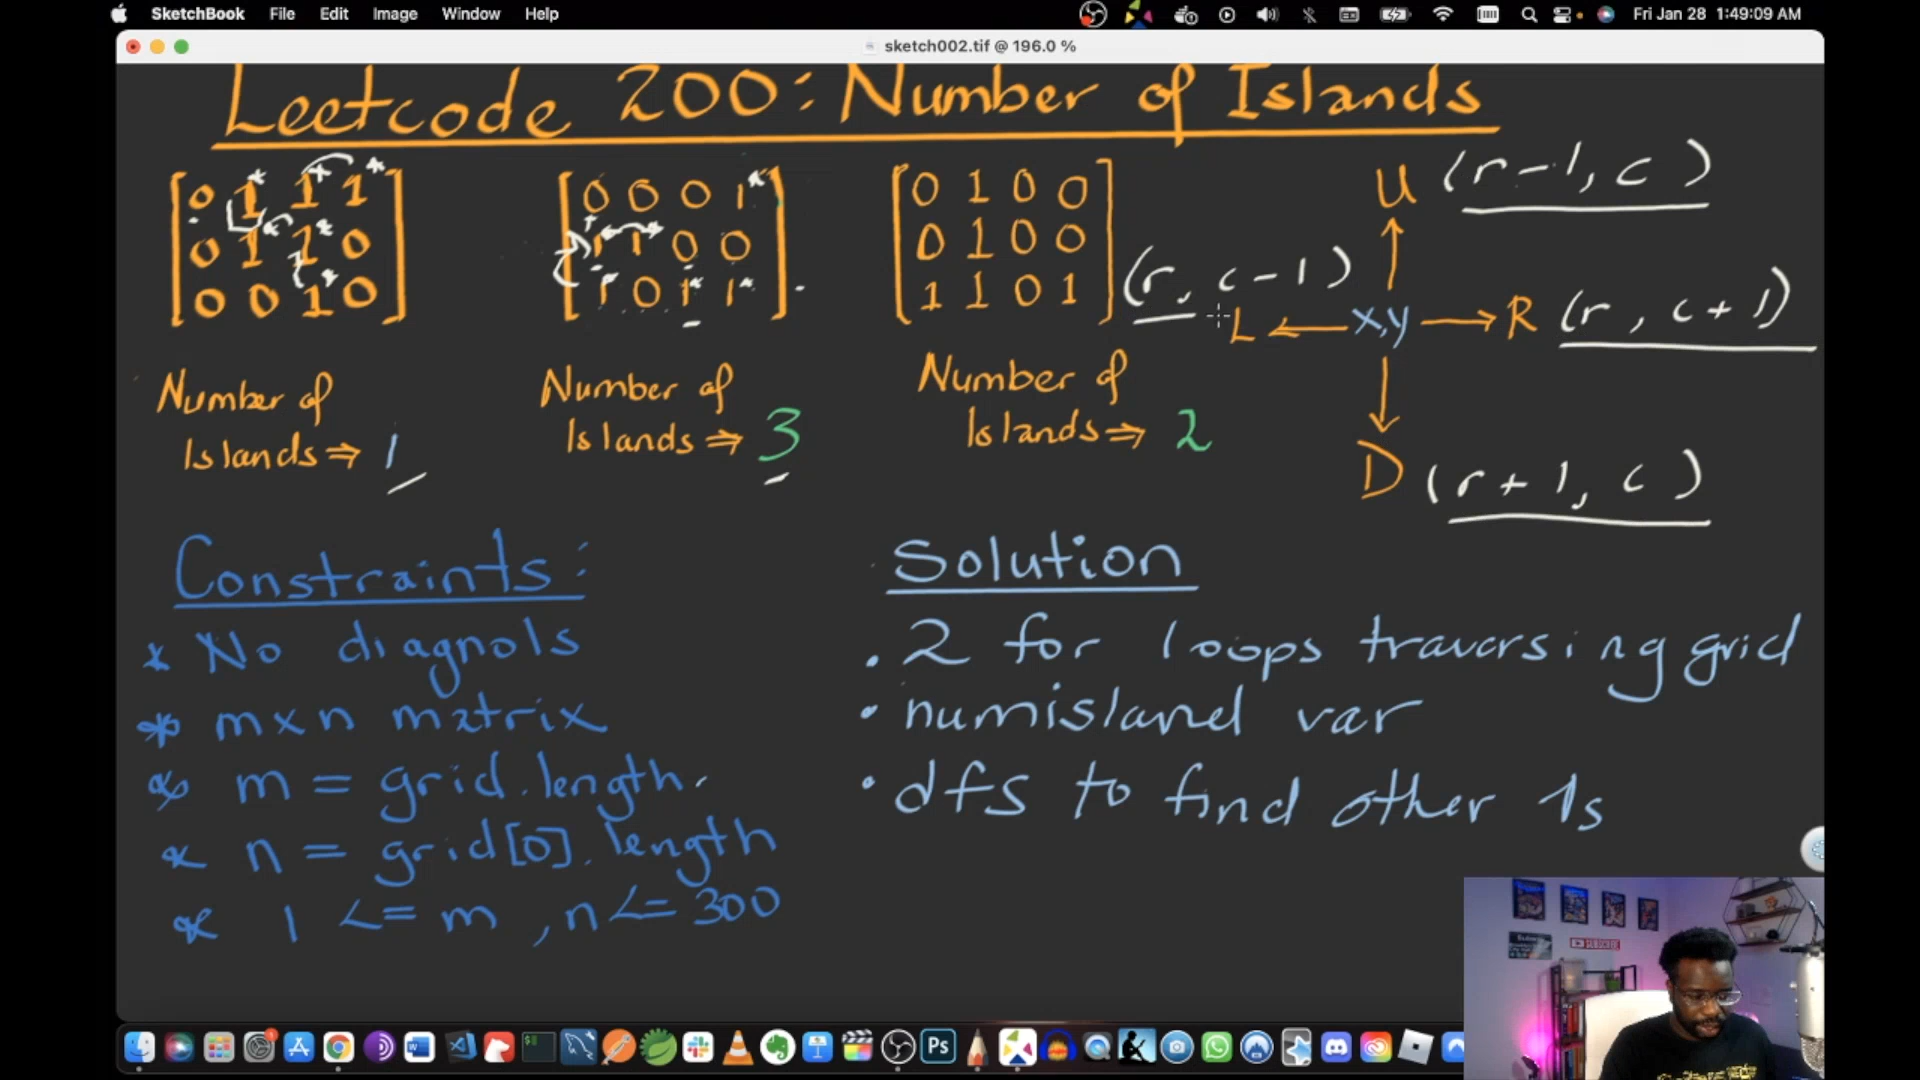 SketchBook File Edit Image Window Help Fri Jan 28 1:49:09 AM
sketch002.tif @ 196.0 %
Leetcode 200: Number of Islands
0 1 1 1
0 1 1 0
0 0 1 0
Number of
Islands ⇒ 1
0 0 0 1
1 1 0 0
1 0 1 1
Number of
Islands ⇒ 3
0 1 0 0
0 1 0 0
1 1 0 1
Number of
Islands ⇒ 2
U (r-1, c)
(r, c-1)
L ← x,y → R (r, c+1)
D (r+1, c)
Constraints:
* No diagnols
* mxn matrix
* m = grid.length.
* n = grid[0].length
* 1 <= m, n <= 300
Solution
. 2 for loops traversing grid
• numisland var
• dfs to find other 1s
Ps
SUBSCRIBE